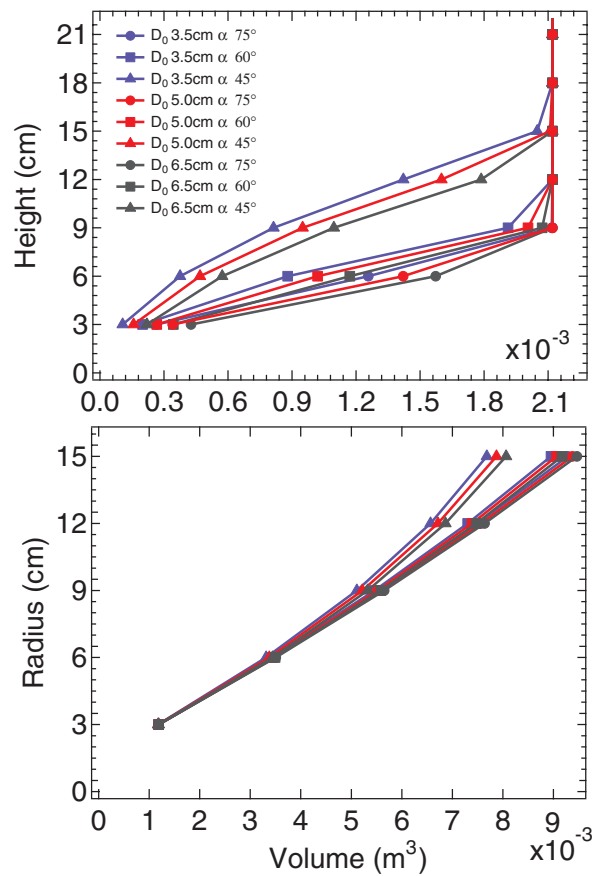 21
18
15
12
9
6
3
0
Height (cm)
D₀ 3.5cm α 75°
D₀ 3.5cm α 60°
D₀ 3.5cm α 45°
D₀ 5.0cm α 75°
D₀ 5.0cm α 60°
D₀ 5.0cm α 45°
D₀ 6.5cm α 75°
D₀ 6.5cm α 60°
D₀ 6.5cm α 45°
x10⁻³
0.0 0.3 0.6 0.9 1.2 1.5 1.8 2.1
15
12
9
6
3
0
Radius (cm)
0 1 2 3 4 5 6 7 8 9
Volume (m³)
x10⁻³